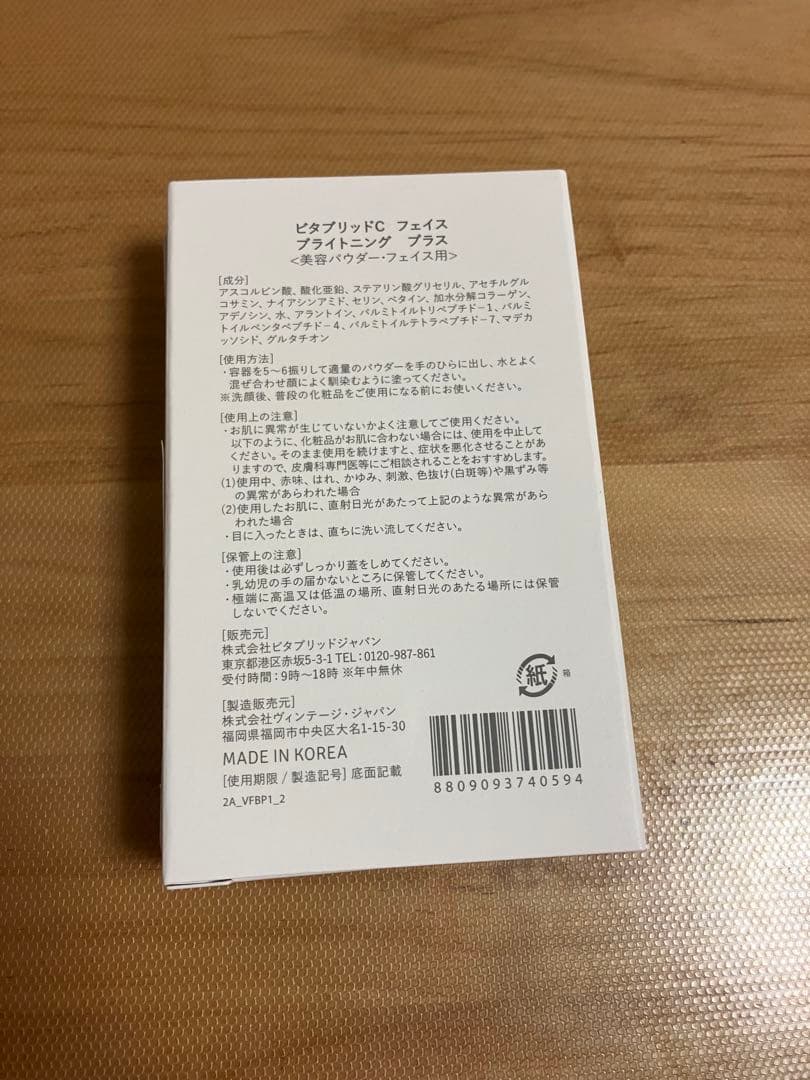 ビタブリッドC フェイス
ブライトニング プラス
<美容パウダー・フェイス用>
[成分]
アスコルビン酸、酸化亜鉛、ステアリン酸グリセリル、アセチルグル
コサミン、ナイアシンアミド、セリン、ベタイン、加水分解コラーゲン、
アデノシン、水、アラントイン、パルミトイルトリペプチド-1、パルミ
トイルペンタペプチド-4、パルミトイルテトラペプチド-7、マデカ
ッソシド、グルタチオン
[使用方法]
・容器を5~6振りして適量のパウダーを手のひらに出し、水とよく
混ぜ合わせ顔によく馴染むように塗ってください。
※洗顔後、普段の化粧品をご使用になる前にお使いください。
[使用上の注意]
・お肌に異常が生じていないかよく注意してご使用ください。
以下のように、化粧品がお肌に合わない場合には、使用を中止して
ください。そのまま使用を続けますと、症状を悪化させることがあ
りますので、皮膚科専門医等にご相談されることをおすすめします。
(1)使用中、赤味、はれ、かゆみ、刺激、色抜け(白斑等)や黒ずみ等
の異常があらわれた場合
(2)使用したお肌に、直射日光があたって上記のような異常があら
われた場合
・目に入ったときは、直ちに洗い流してください。
[保管上の注意]
・使用後は必ずしっかり蓋をしめてください。
・乳幼児の手の届かないところに保管してください。
・極端に高温又は低温の場所、直射日光のあたる場所には保管
しないでください。
[販売元]
株式会社ビタブリッドジャパン
東京都港区赤坂5-3-1 TEL:0120-987-861
受付時間:9時~18時 ※年中無休
紙 箱
[製造販売元]
株式会社ヴィンテージ・ジャパン
福岡県福岡市中央区大名1-15-30
MADE IN KOREA
[使用期限/製造記号] 底面記載
8809093740594
2A_VFBP1_2